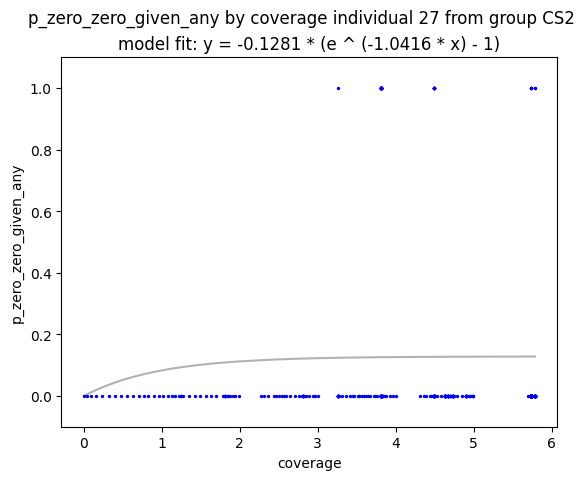 p_zero_zero_given_any by coverage individual 27 from group CS2
model fit: y = -0.1281 * (e ^ (-1.0416 * x) - 1)
1.0
0.8
0.6
0.4
0.2
0.0
p_zero_zero_given_any
0 1 2 3 4 5 6
coverage